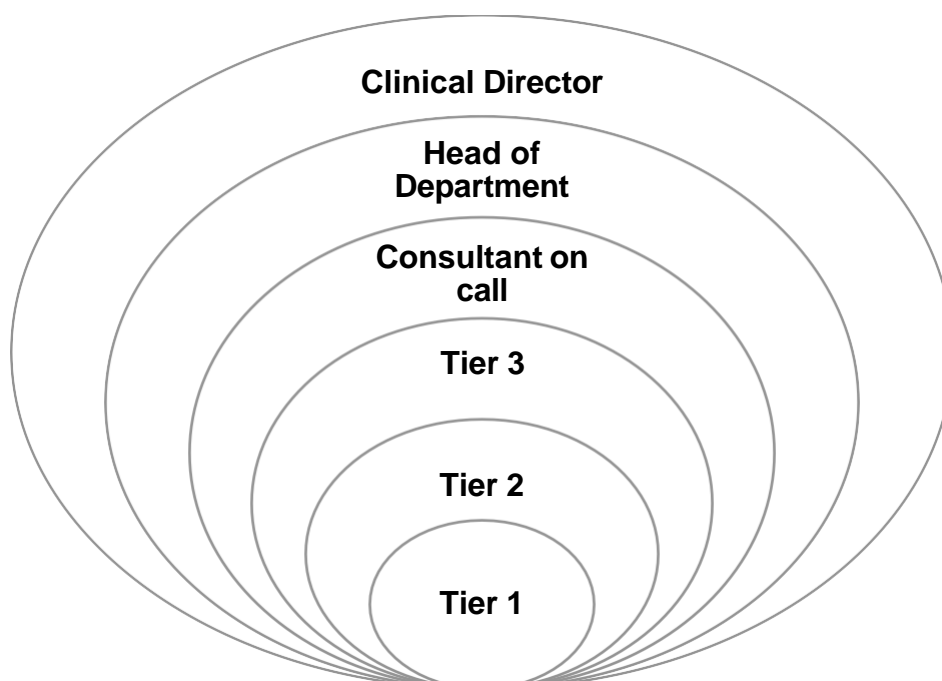 Clinical Director
Head of
Department
Consultant on
call
Tier 3
Tier 2
Tier 1